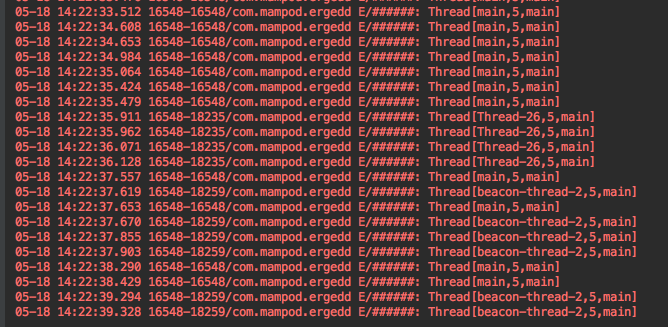 05-18 14:22:33.512 16548-16548/com.mampod.ergedd E/######: Thread[main,5,main]
05-18 14:22:34.608 16548-16548/com.mampod.ergedd E/######: Thread[main,5,main]
05-18 14:22:34.653 16548-16548/com.mampod.ergedd E/######: Thread[main,5,main]
05-18 14:22:34.984 16548-16548/com.mampod.ergedd E/######: Thread[main,5,main]
05-18 14:22:35.064 16548-16548/com.mampod.ergedd E/######: Thread[main,5,main]
05-18 14:22:35.424 16548-16548/com.mampod.ergedd E/######: Thread[main,5,main]
05-18 14:22:35.479 16548-16548/com.mampod.ergedd E/######: Thread[main,5,main]
05-18 14:22:35.911 16548-18235/com.mampod.ergedd E/######: Thread[Thread-26,5,main]
05-18 14:22:35.962 16548-18235/com.mampod.ergedd E/######: Thread[Thread-26,5,main]
05-18 14:22:36.071 16548-18235/com.mampod.ergedd E/######: Thread[Thread-26,5,main]
05-18 14:22:36.128 16548-18235/com.mampod.ergedd E/######: Thread[Thread-26,5,main]
05-18 14:22:37.557 16548-16548/com.mampod.ergedd E/######: Thread[main,5,main]
05-18 14:22:37.619 16548-18259/com.mampod.ergedd E/######: Thread[beacon-thread-2,5,main]
05-18 14:22:37.653 16548-16548/com.mampod.ergedd E/######: Thread[main,5,main]
05-18 14:22:37.670 16548-18259/com.mampod.ergedd E/######: Thread[beacon-thread-2,5,main]
05-18 14:22:37.855 16548-18259/com.mampod.ergedd E/######: Thread[beacon-thread-2,5,main]
05-18 14:22:37.903 16548-18259/com.mampod.ergedd E/######: Thread[beacon-thread-2,5,main]
05-18 14:22:38.290 16548-16548/com.mampod.ergedd E/######: Thread[main,5,main]
05-18 14:22:38.429 16548-16548/com.mampod.ergedd E/######: Thread[main,5,main]
05-18 14:22:39.294 16548-18259/com.mampod.ergedd E/######: Thread[beacon-thread-2,5,main]
05-18 14:22:39.328 16548-18259/com.mampod.ergedd E/######: Thread[beacon-thread-2,5,main]